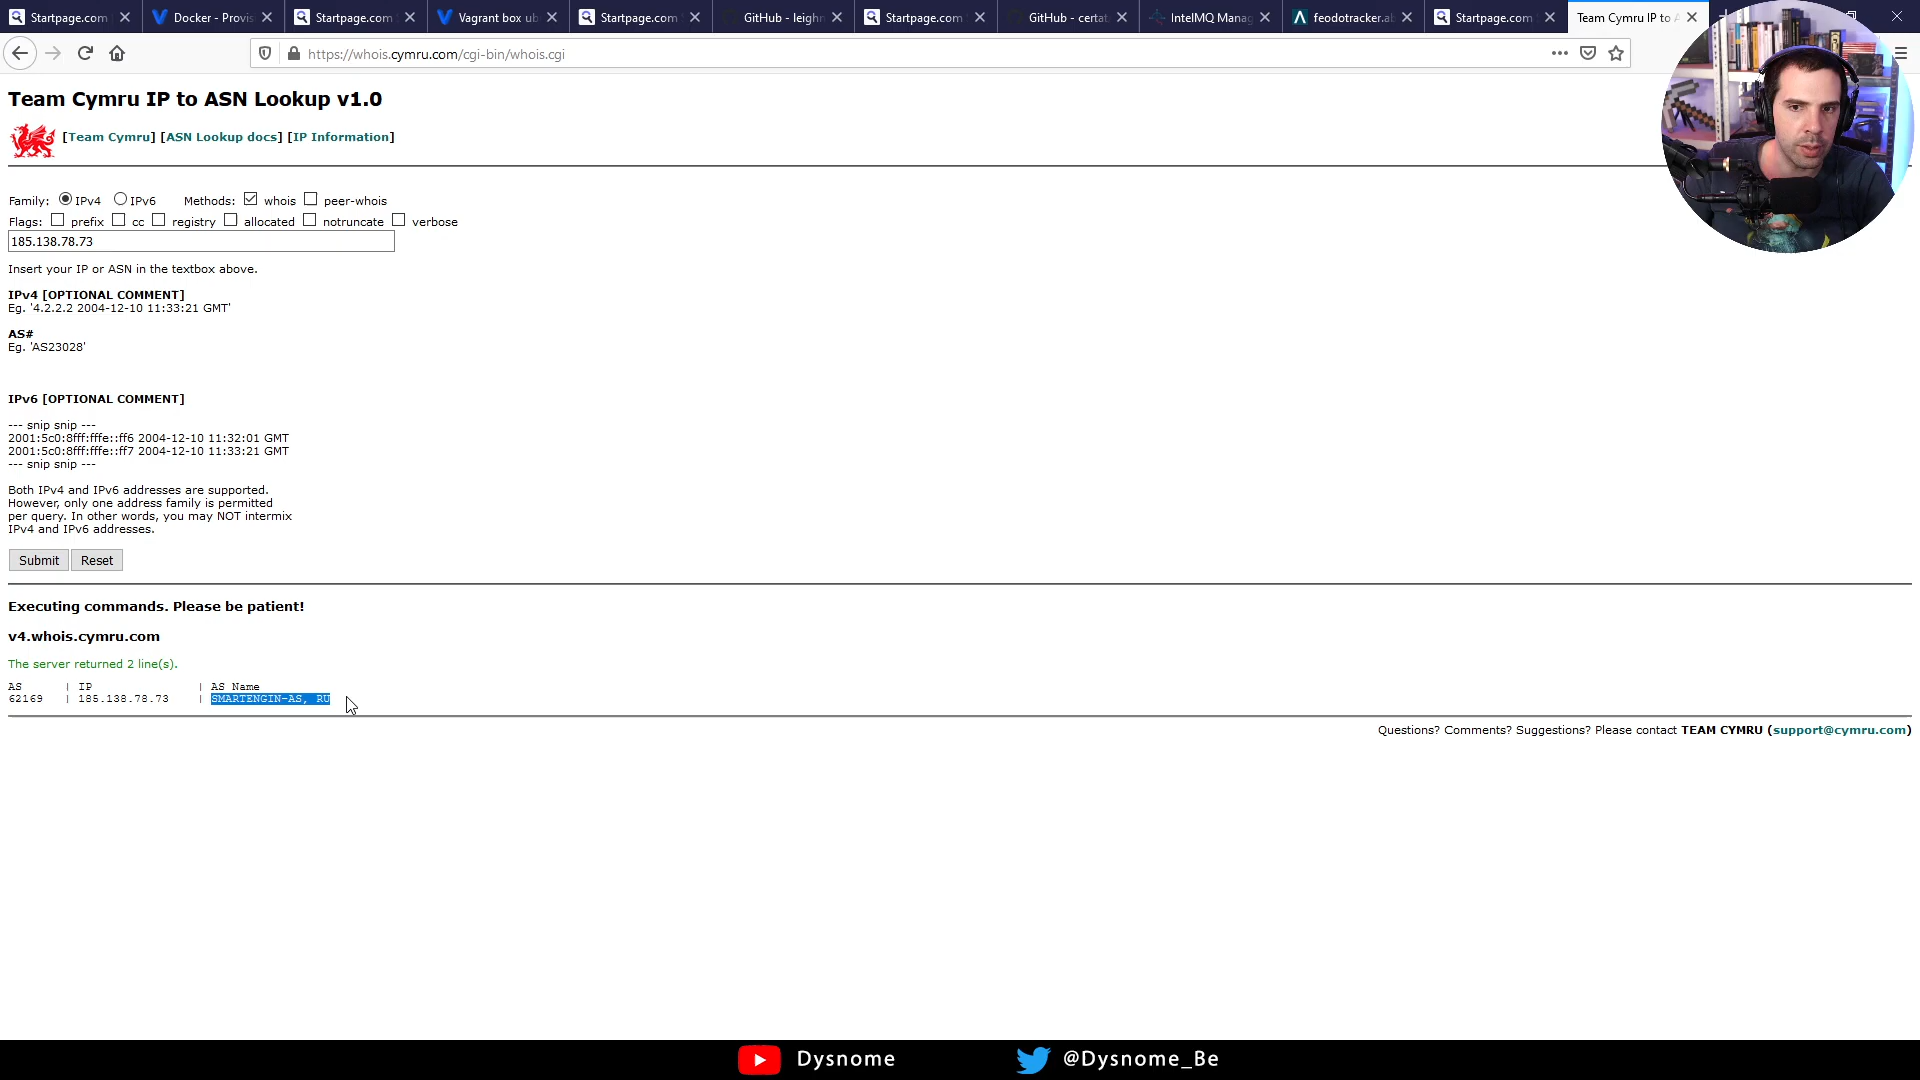 Startpage.com
Docker - Provis
Startpage.com
Vagrant box ub
Startpage.com
GitHub - leighn
Startpage.com
GitHub - certat
IntelMQ Manag
feodotracker.ab
Startpage.com
Team Cymru IP to A
https://whois.cymru.com/cgi-bin/whois.cgi
Team Cymru IP to ASN Lookup v1.0
[Team Cymru] [ASN Lookup docs] [IP Information]
Family: IPv4 IPv6 Methods: whois peer-whois
Flags: prefix cc registry allocated notruncate verbose
185.138.78.73
Insert your IP or ASN in the textbox above.
IPv4 [OPTIONAL COMMENT]
Eg. '4.2.2.2 2004-12-10 11:33:21 GMT'
AS#
Eg. 'AS23028'
IPv6 [OPTIONAL COMMENT]
--- snip snip ---
2001:5c0:8fff:fffe::ff6 2004-12-10 11:32:01 GMT
2001:5c0:8fff:fffe::ff7 2004-12-10 11:33:21 GMT
--- snip snip ---
Both IPv4 and IPv6 addresses are supported.
However, only one address family is permitted
per query. In other words, you may NOT intermix
IPv4 and IPv6 addresses.
Submit Reset
Executing commands. Please be patient!
v4.whois.cymru.com
The server returned 2 line(s).
AS | IP | AS Name
62169 | 185.138.78.73 | SMARTENGIN-AS, RU
Questions? Comments? Suggestions? Please contact TEAM CYMRU (support@cymru.com)
Dysnome @Dysnome_Be